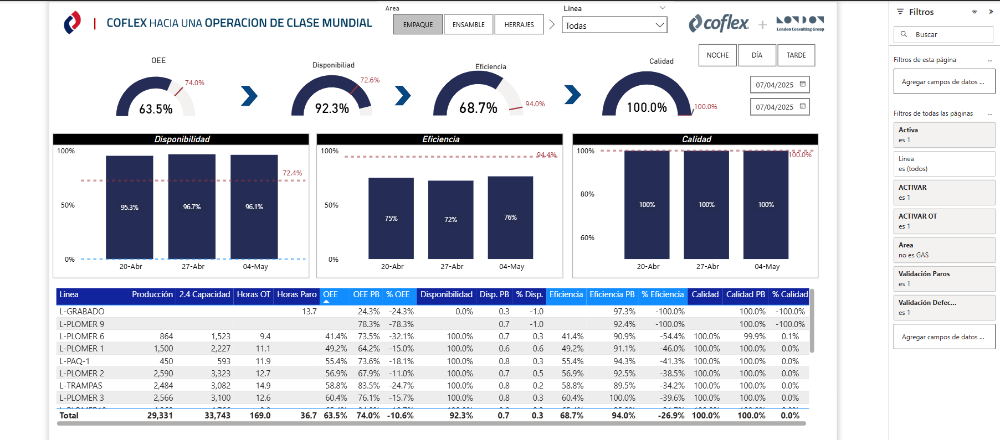 COFLEX HACIA UNA OPERACION DE CLASE MUNDIAL
Area
EMPAQUE
ENSAMBLE
HERRAJES
Linea
Todas
coflex
+
LONDON
London Consulting Group
NOCHE
DÍA
TARDE
07/04/2025
07/04/2025
OEE
74.0%
63.5%
Disponibiliad
72.6%
92.3%
Eficiencia
94.0%
68.7%
Calidad
100.0%
100.0%
Disponibilidad
100%
50%
0%
72.4%
95.3%
96.7%
96.1%
20-Abr
27-Abr
04-May
Eficiencia
100%
50%
0%
94.4%
75%
72%
76%
20-Abr
27-Abr
04-May
Calidad
100%
80%
60%
100.0%
100%
100%
100%
20-Abr
27-Abr
04-May
Linea Producción 2.4 Capacidad Horas OT Horas Paro OEE OEE PB % OEE Disponibilidad Disp. PB % Disp. Eficiencia Eficiencia PB % Eficiencia Calidad Calidad PB % Calidad
L-GRABADO 13.7 24.3% -24.3% 0.0% 0.3 -1.0 97.3% -100.0% 100.0% -100.0%
L-PLOMER 9 78.3% -78.3% 0.7 -1.0 92.4% -100.0% 100.0% -100.0%
L-PLOMER 6 864 1,523 9.4 41.4% 73.5% -32.1% 100.0% 0.7 0.3 41.4% 90.9% -54.4% 100.0% 99.9% 0.1%
L-PLOMER 1 1,500 2,227 11.1 49.2% 64.2% -15.0% 100.0% 0.6 0.6 49.2% 91.1% -46.0% 100.0% 100.0% 0.0%
L-PAQ-1 450 593 11.9 55.4% 73.6% -18.1% 100.0% 0.8 0.3 55.4% 94.3% -41.3% 100.0% 100.0% 0.0%
L-PLOMER 2 2,590 3,323 12.7 56.9% 67.9% -11.0% 100.0% 0.7 0.5 56.9% 92.5% -38.5% 100.0% 100.0% 0.0%
L-TRAMPAS 2,484 3,082 14.9 58.8% 83.5% -24.7% 100.0% 0.8 0.2 58.8% 89.5% -34.2% 100.0% 100.0% 0.0%
L-PLOMER 3 2,566 3,100 12.6 60.4% 76.1% -15.7% 100.0% 0.8 0.3 60.4% 100.0% -39.6% 100.0% 100.0% 0.0%
Total 29,331 33,743 169.0 36.7 63.5% 74.0% -10.6% 92.3% 0.7 0.3 68.7% 94.0% -26.9% 100.0% 100.0% 0.0%
Filtros
Buscar
Filtros de esta página ...
Agregar campos de datos ...
Filtros de todas las páginas ...
Activa
es 1
Linea
es (todos)
ACTIVAR
es 1
ACTIVAR OT
es 1
Area
no es GAS
Validación Paros
es 1
Validación Defec...
es 1
Agregar campos de datos ...